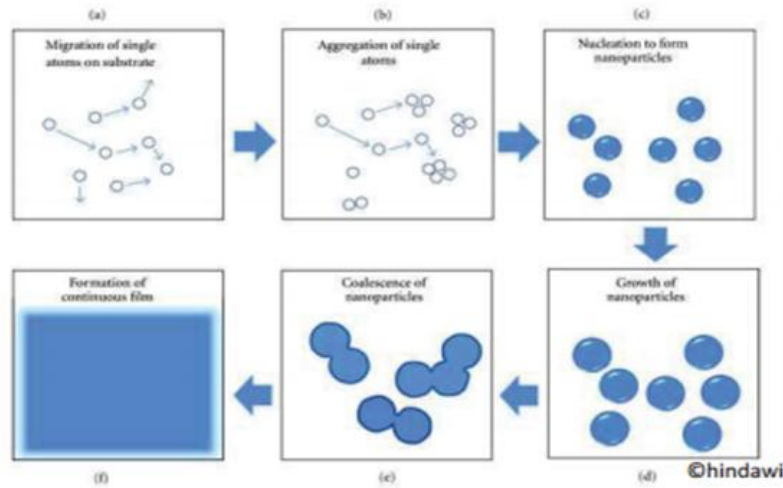 (a)
(b)
(c)
Migration of single
atoms on substrate
Aggregation of single
atoms
Nucleation to form
nanoparticles
Formation of
continuous film
Coalescence of
nanoparticles
Growth of
nanoparticles
(f)
(e)
(d)
©hindawi